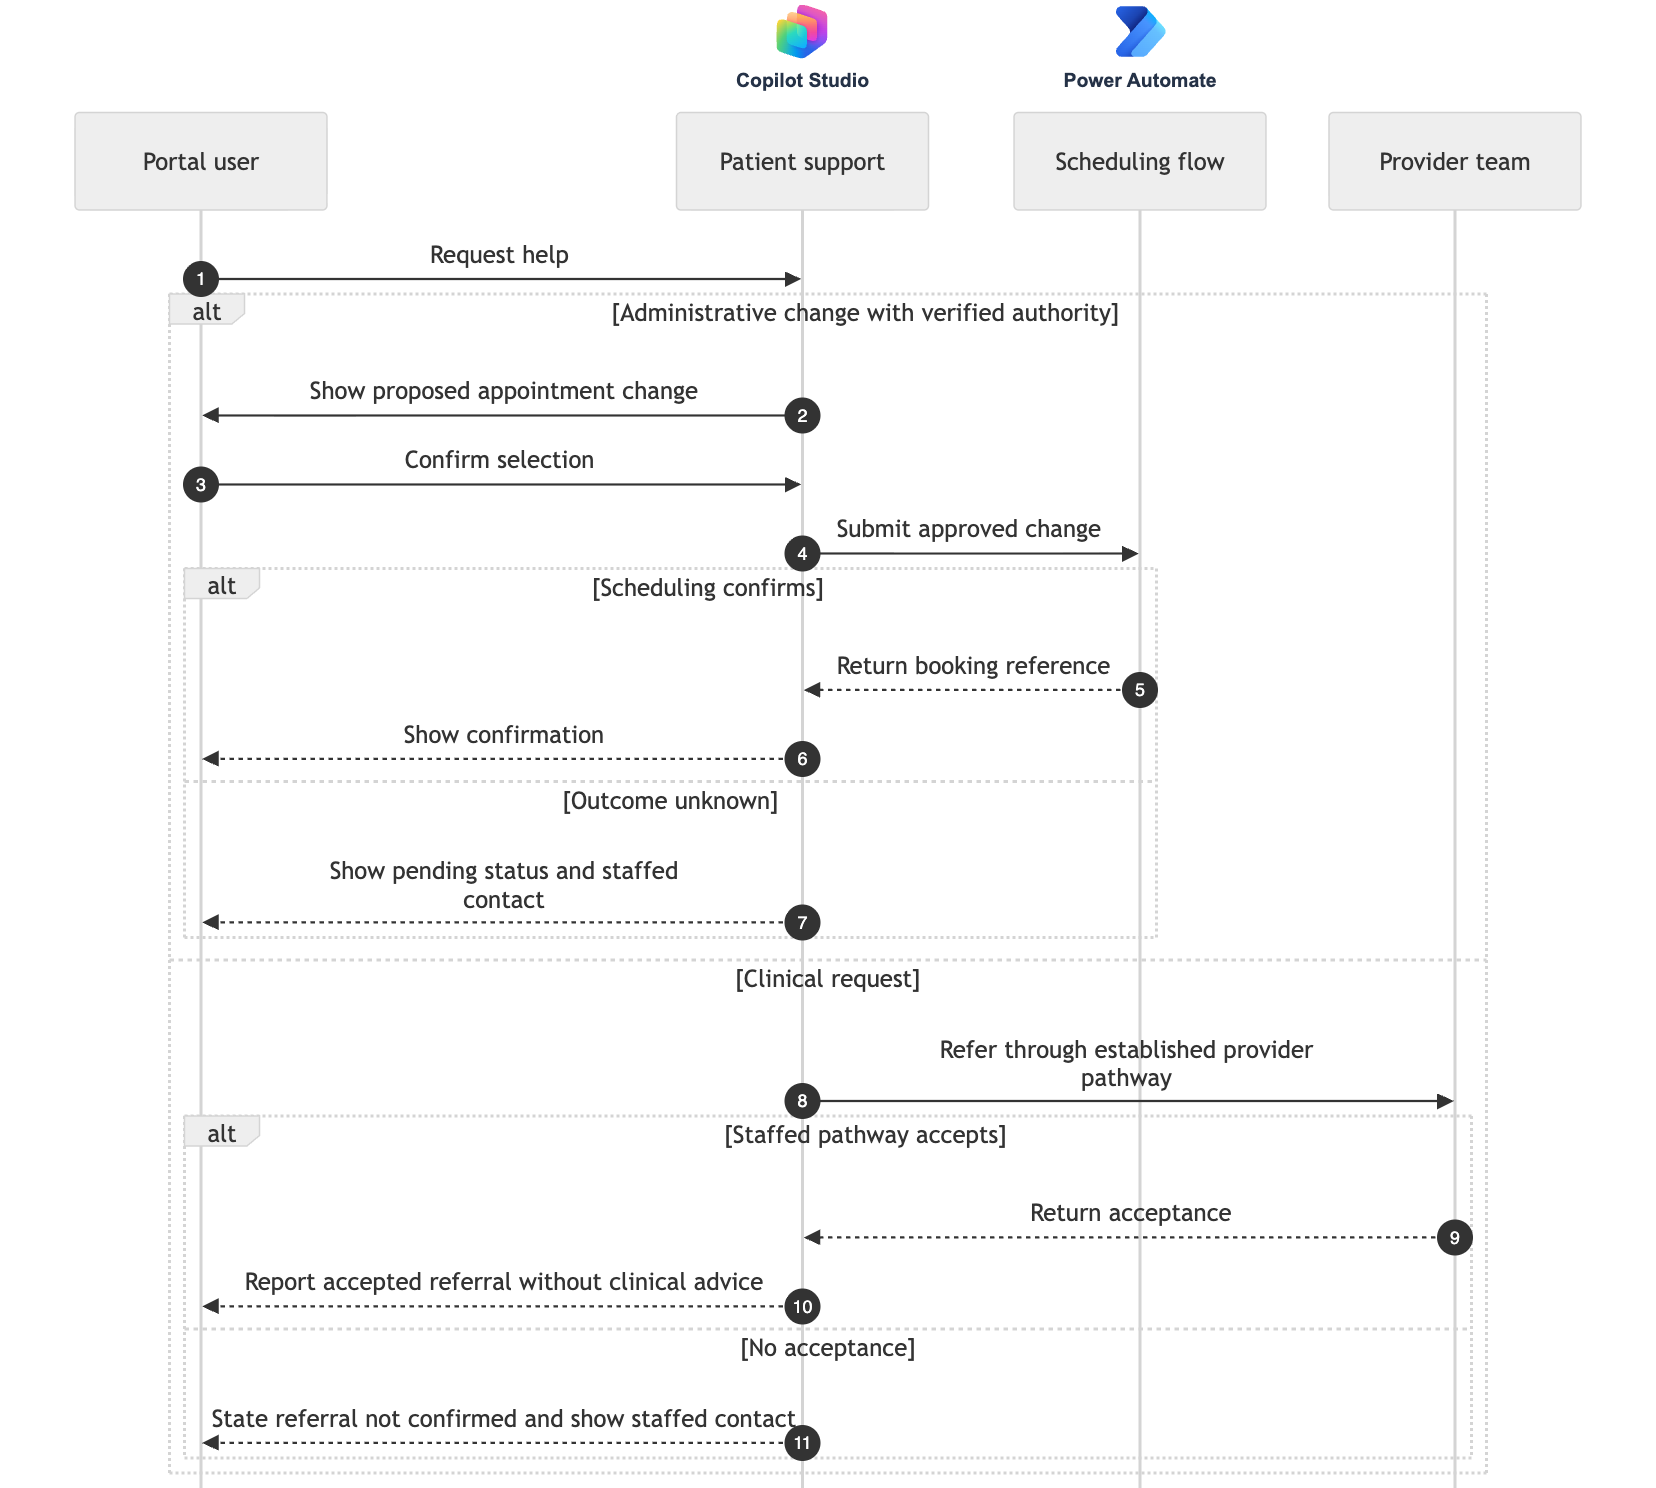 Copilot Studio
Power Automate
Portal user
Patient support
Scheduling flow
Provider team
Request help
1
alt
[Administrative change with verified authority]
Show proposed appointment change
2
Confirm selection
3
Submit approved change
4
alt
[Scheduling confirms]
Return booking reference
5
Show confirmation
6
[Outcome unknown]
Show pending status and staffed
contact
7
[Clinical request]
Refer through established provider
pathway
8
alt
[Staffed pathway accepts]
Return acceptance
9
Report accepted referral without clinical advice
10
[No acceptance]
State referral not confirmed and show staffed contact
11